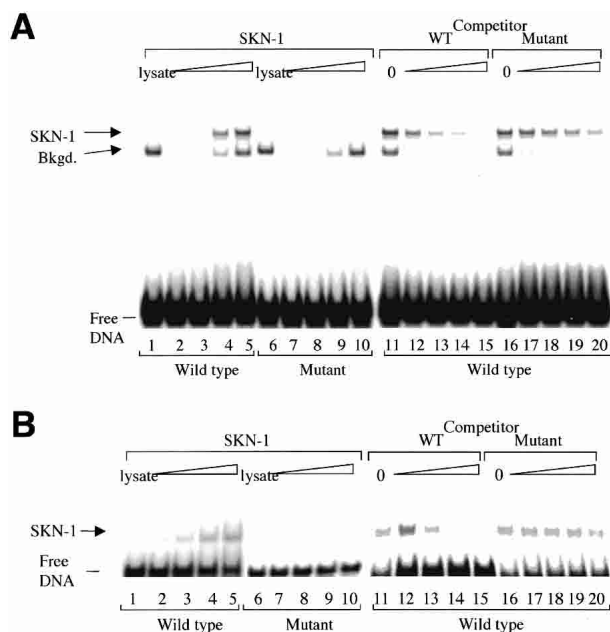 A
Competitor
SKN-1 WT Mutant
lysate lysate 0 0
SKN-1
Bkgd.
Free
DNA
1 2 3 4 5 6 7 8 9 10 11 12 13 14 15 16 17 18 19 20
Wild type Mutant Wild type
B
Competitor
SKN-1 WT Mutant
lysate lysate 0 0
SKN-1
Free
DNA
1 2 3 4 5 6 7 8 9 10 11 12 13 14 15 16 17 18 19 20
Wild type Mutant Wild type